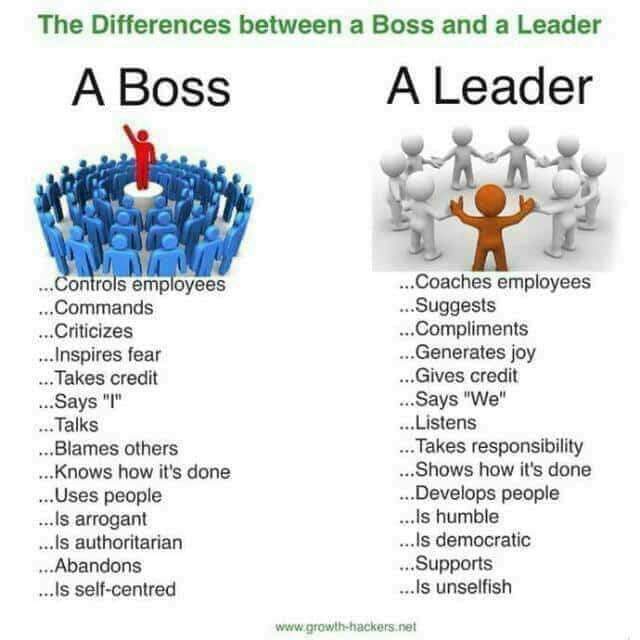 The Differences between a Boss and a Leader
A Boss
...Controls employees
...Commands
...Criticizes
...Inspires fear
...Takes credit
...Says "I"
...Talks
...Blames others
...Knows how it's done
...Uses people
...Is arrogant
...Is authoritarian
...Abandons
...Is self-centred
A Leader
...Coaches employees
...Suggests
...Compliments
...Generates joy
...Gives credit
...Says "We"
...Listens
...Takes responsibility
...Shows how it's done
...Develops people
...Is humble
...Is democratic
...Supports
...Is unselfish
www.growth-hackers.net